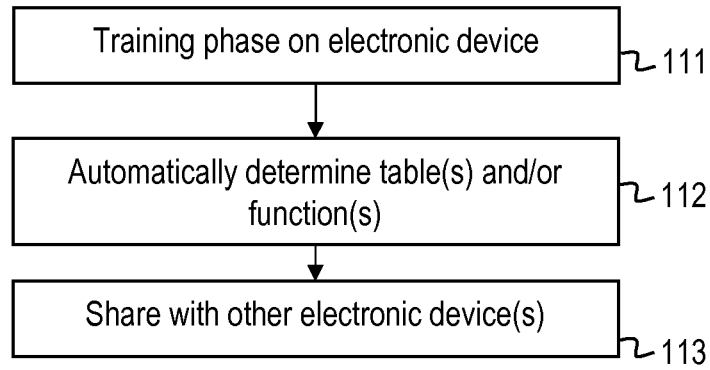 Training phase on electronic device
111
Automatically determine table(s) and/or
function(s)
112
Share with other electronic device(s)
113